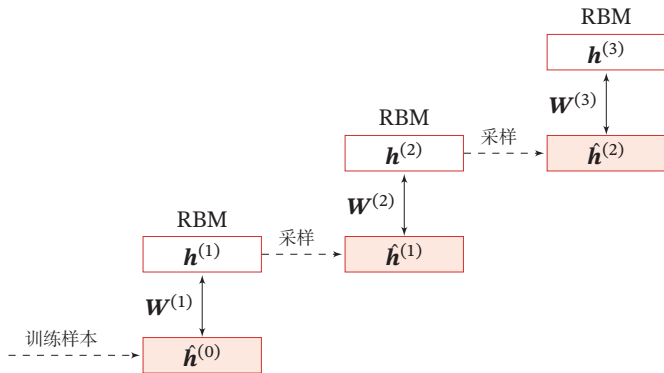 RBM
h^(3)
W^(3)
RBM
h^(2)
采样
ĥ^(2)
W^(2)
RBM
h^(1)
采样
ĥ^(1)
W^(1)
训练样本
ĥ^(0)